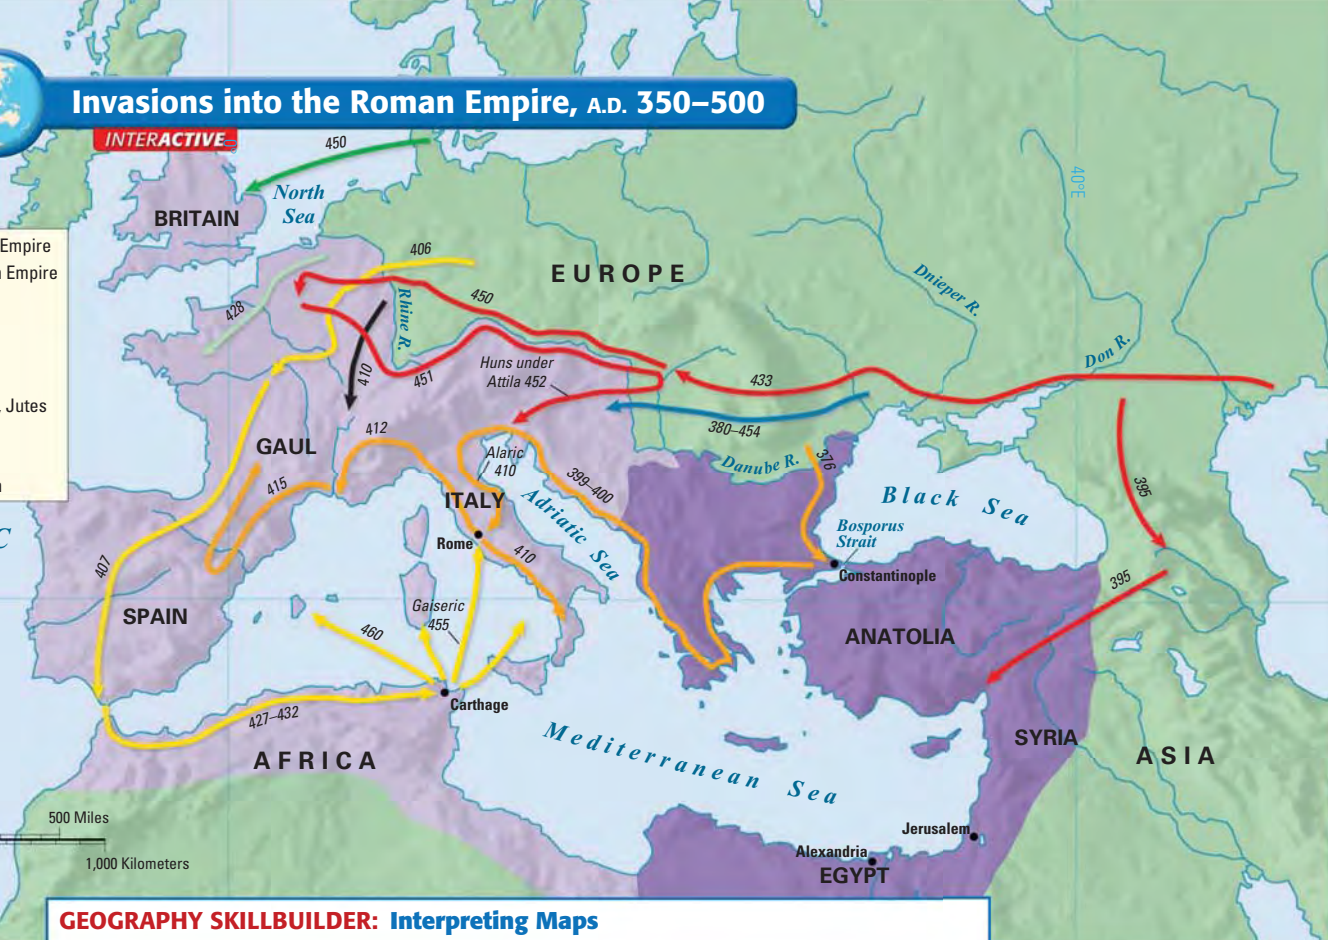 Invasions into the Roman Empire, A.D. 350–500
INTERACTIVE
0°
450
North
Sea
BRITAIN
Empire
Empire
406
EUROPE
40°E
Dnieper R.
Rhine R.
450
428
Don R.
Huns under
Attila 452
433
410
451
, Jutes
380–454
412
GAUL
Alaric
410
376
Danube R.
415
399–400
395
ITALY
Adriatic Sea
Black Sea
Bosporus
Strait
Rome
410
407
Constantinople
395
Gaiseric
455
SPAIN
460
ANATOLIA
Carthage
427–432
SYRIA
AFRICA
ASIA
Mediterranean Sea
500 Miles
Jerusalem
1,000 Kilometers
Alexandria
EGYPT
GEOGRAPHY SKILLBUILDER: Interpreting Maps